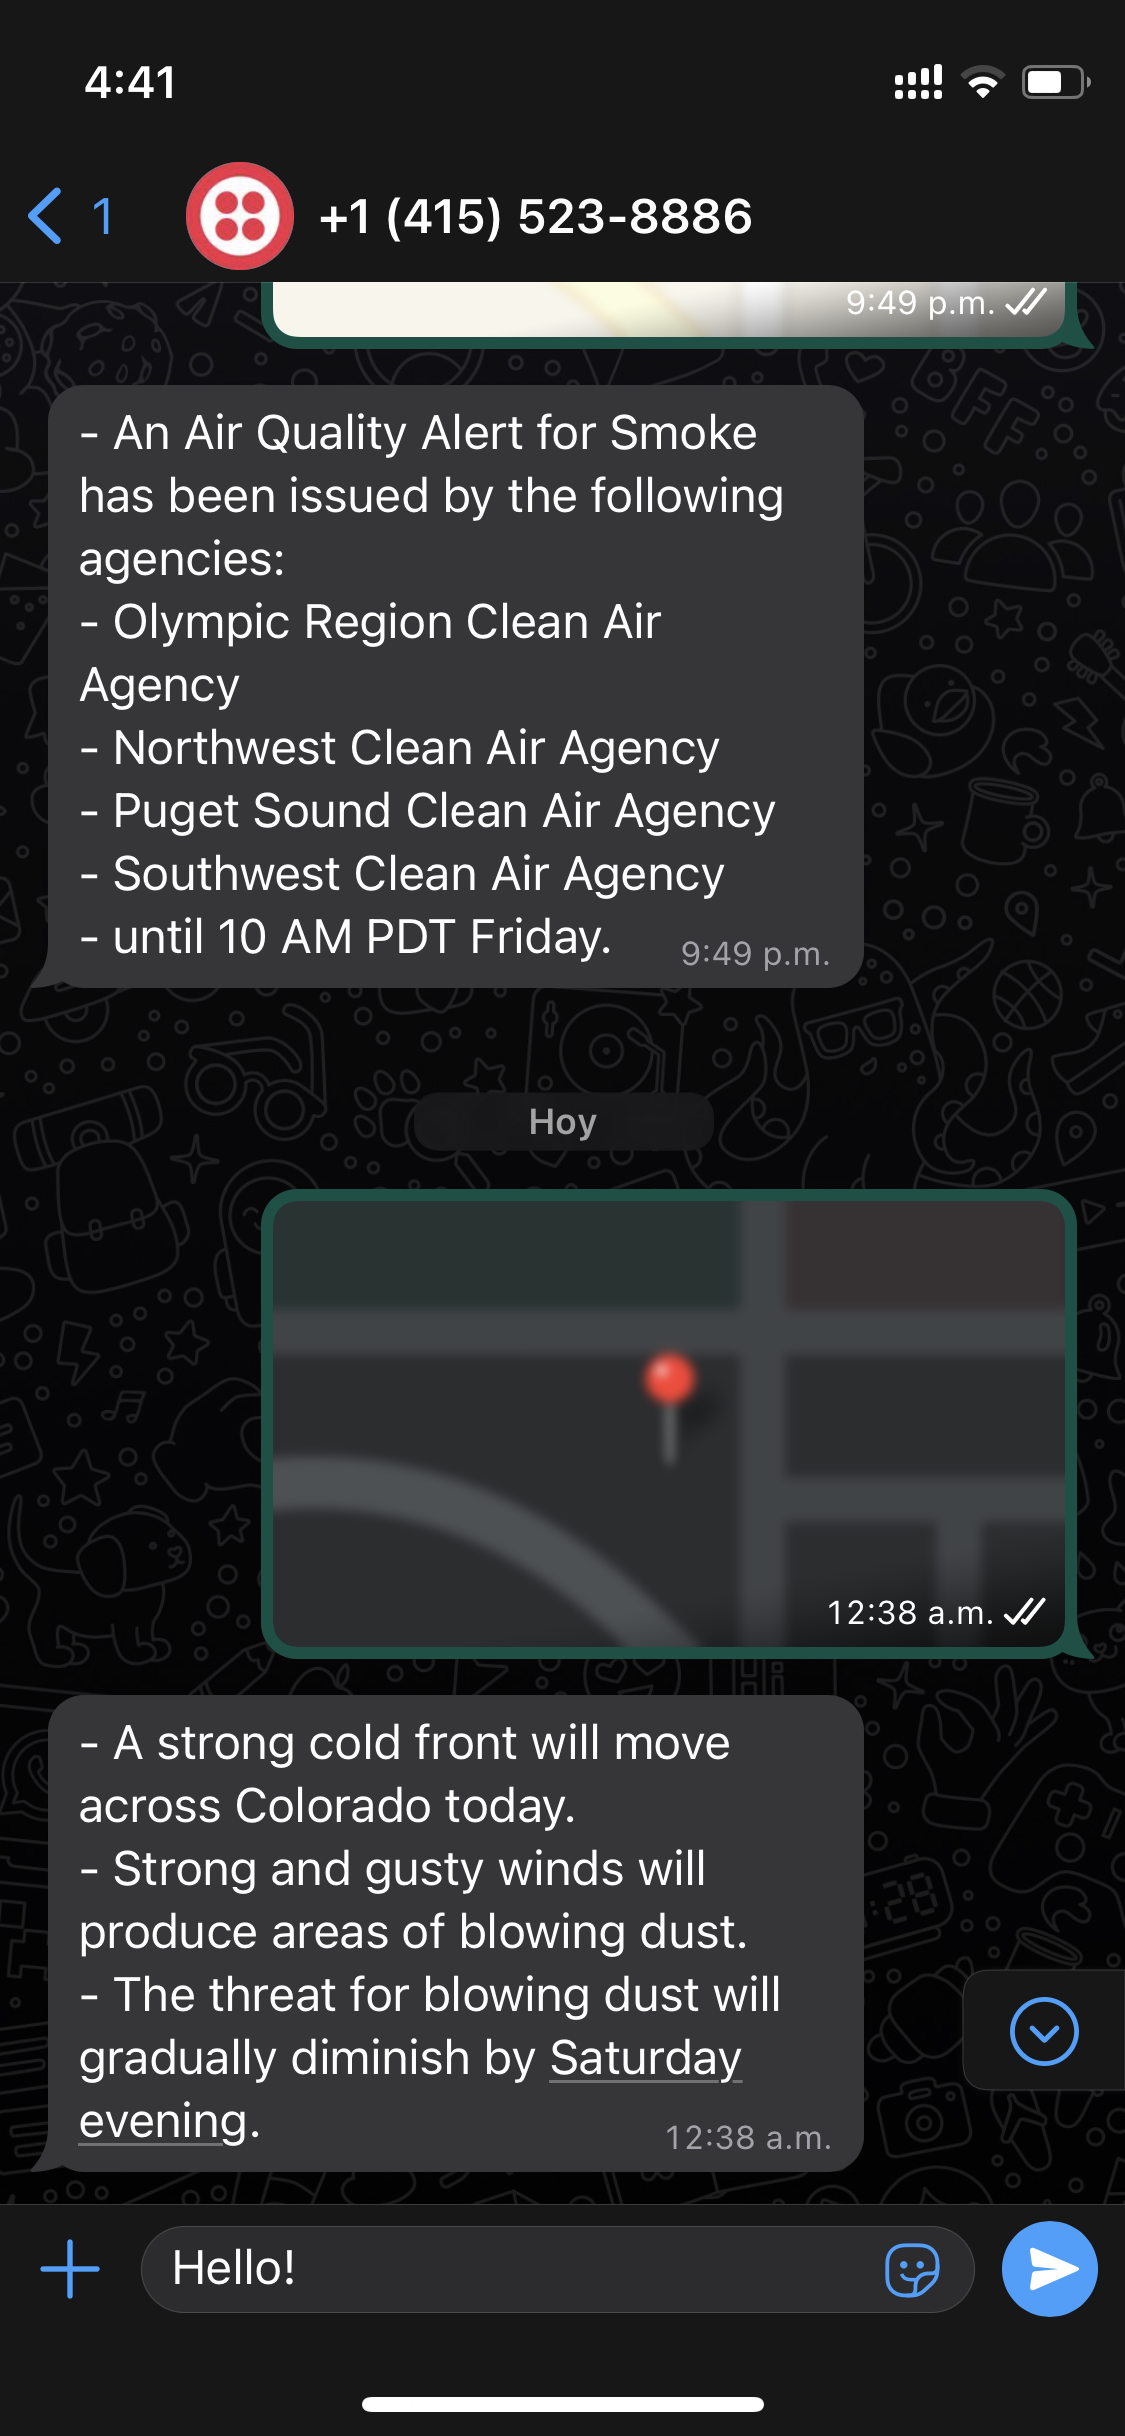 4:41
1
+1 (415) 523-8886
9:49 p.m.
- An Air Quality Alert for Smoke
has been issued by the following
agencies:
- Olympic Region Clean Air
Agency
- Northwest Clean Air Agency
- Puget Sound Clean Air Agency
- Southwest Clean Air Agency
- until 10 AM PDT Friday.
9:49 p.m.
Hoy
12:38 a.m.
- A strong cold front will move
across Colorado today.
- Strong and gusty winds will
produce areas of blowing dust.
- The threat for blowing dust will
gradually diminish by Saturday
evening.
12:38 a.m.
Hello!